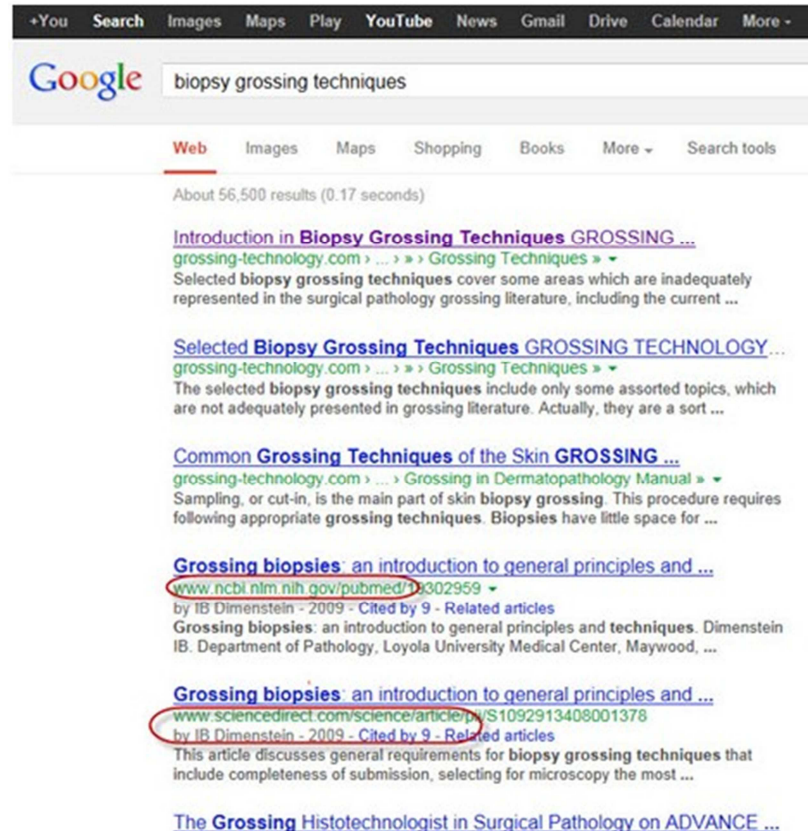 +You Search Images Maps Play YouTube News Gmail Drive Calendar More
Google biopsy grossing techniques
Web Images Maps Shopping Books More Search tools
About 56,500 results (0.17 seconds)
Introduction in Biopsy Grossing Techniques GROSSING ...
grossing-technology.com › ... › » › Grossing Techniques »
Selected biopsy grossing techniques cover some areas which are inadequately
represented in the surgical pathology grossing literature, including the current ...
Selected Biopsy Grossing Techniques GROSSING TECHNOLOGY...
grossing-technology.com › ... › » › Grossing Techniques »
The selected biopsy grossing techniques include only some assorted topics, which
are not adequately presented in grossing literature. Actually, they are a sort ...
Common Grossing Techniques of the Skin GROSSING ...
grossing-technology.com › ... › Grossing in Dermatopathology Manual »
Sampling, or cut-in, is the main part of skin biopsy grossing. This procedure requires
following appropriate grossing techniques. Biopsies have little space for ...
Grossing biopsies: an introduction to general principles and ...
www.ncbi.nlm.nih.gov/pubmed/19302959
by IB Dimenstein - 2009 - Cited by 9 - Related articles
Grossing biopsies: an introduction to general principles and techniques. Dimenstein
IB. Department of Pathology, Loyola University Medical Center, Maywood, ...
Grossing biopsies: an introduction to general principles and ...
www.sciencedirect.com/science/article/pii/S1092913408001378
by IB Dimenstein - 2009 - Cited by 9 - Related articles
This article discusses general requirements for biopsy grossing techniques that
include completeness of submission, selecting for microscopy the most ...
The Grossing Histotechnologist in Surgical Pathology on ADVANCE ...